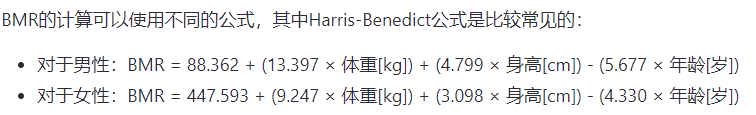 BMR的计算可以使用不同的公式，其中Harris-Benedict公式是比较常见的：
• 对于男性：BMR = 88.362 + (13.397 × 体重[kg]) + (4.799 × 身高[cm]) - (5.677 × 年龄[岁])
• 对于女性：BMR = 447.593 + (9.247 × 体重[kg]) + (3.098 × 身高[cm]) - (4.330 × 年龄[岁])